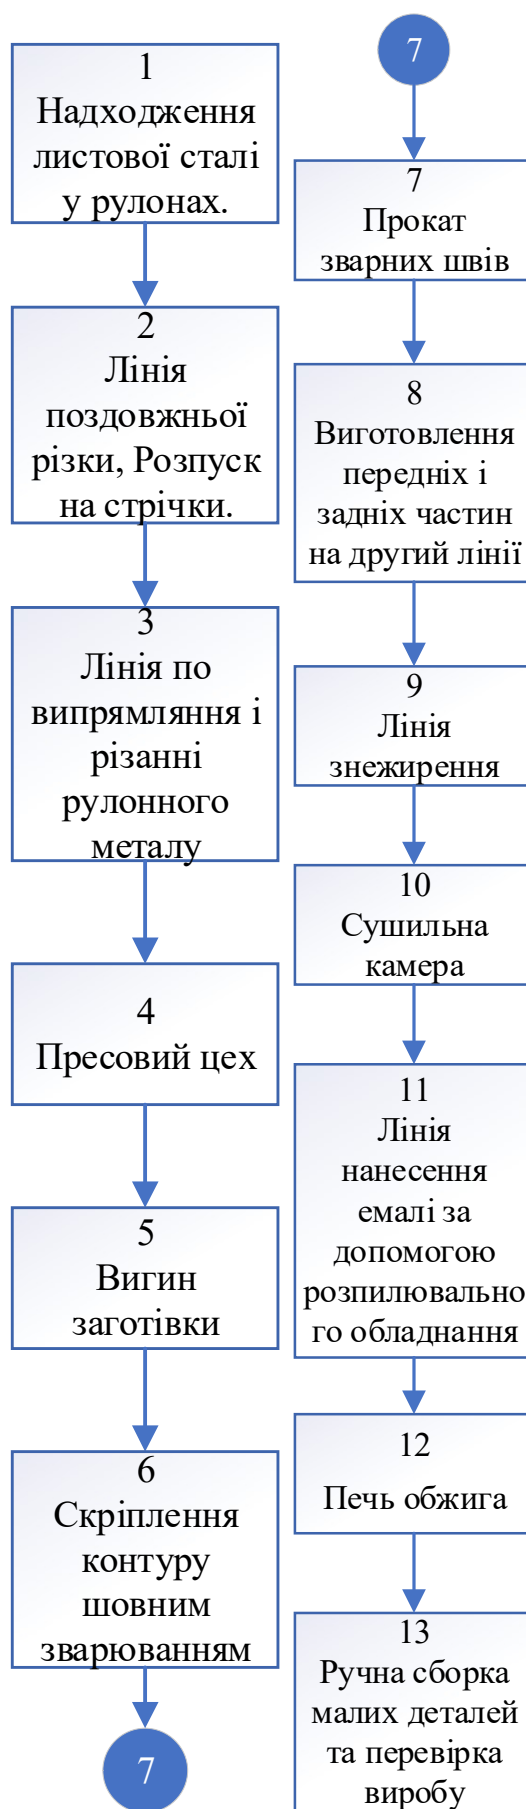 1
Надходження
листової сталі
у рулонах.
2
Лінія
поздовжньої
різки, Розпуск
на стрічки.
3
Лінія по
випрямляння і
різанні
рулонного
металу
4
Пресовий цех
5
Вигин
заготівки
6
Скріплення
контуру
шовним
зварюванням
7
7
7
Прокат
зварних швів
8
Виготовлення
передніх і
задніх частин
на другий лінії
9
Лінія
знежирення
10
Сушильна
камера
11
Лінія
нанесення
емалі за
допомогою
розпилювально
го обладнання
12
Печь обжига
13
Ручна сборка
малих деталей
та перевірка
виробу